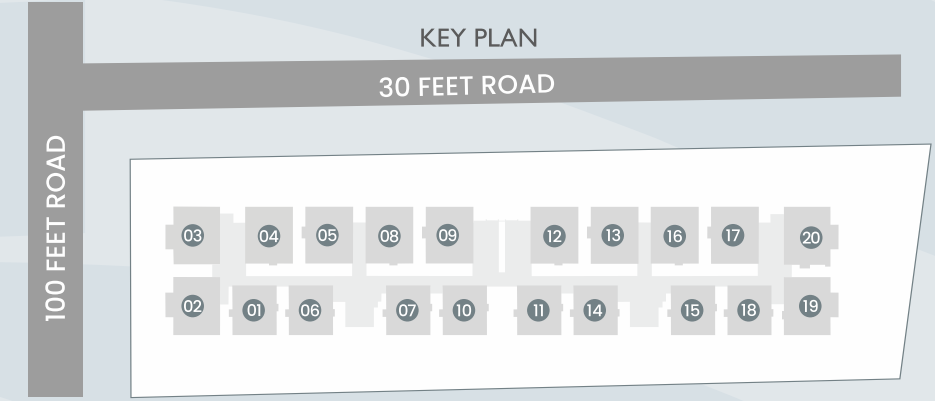 KEY PLAN
30 FEET ROAD
100 FEET ROAD
03 04 05 08 09 12 13 16 17 20
02 01 06 07 10 11 14 15 18 19